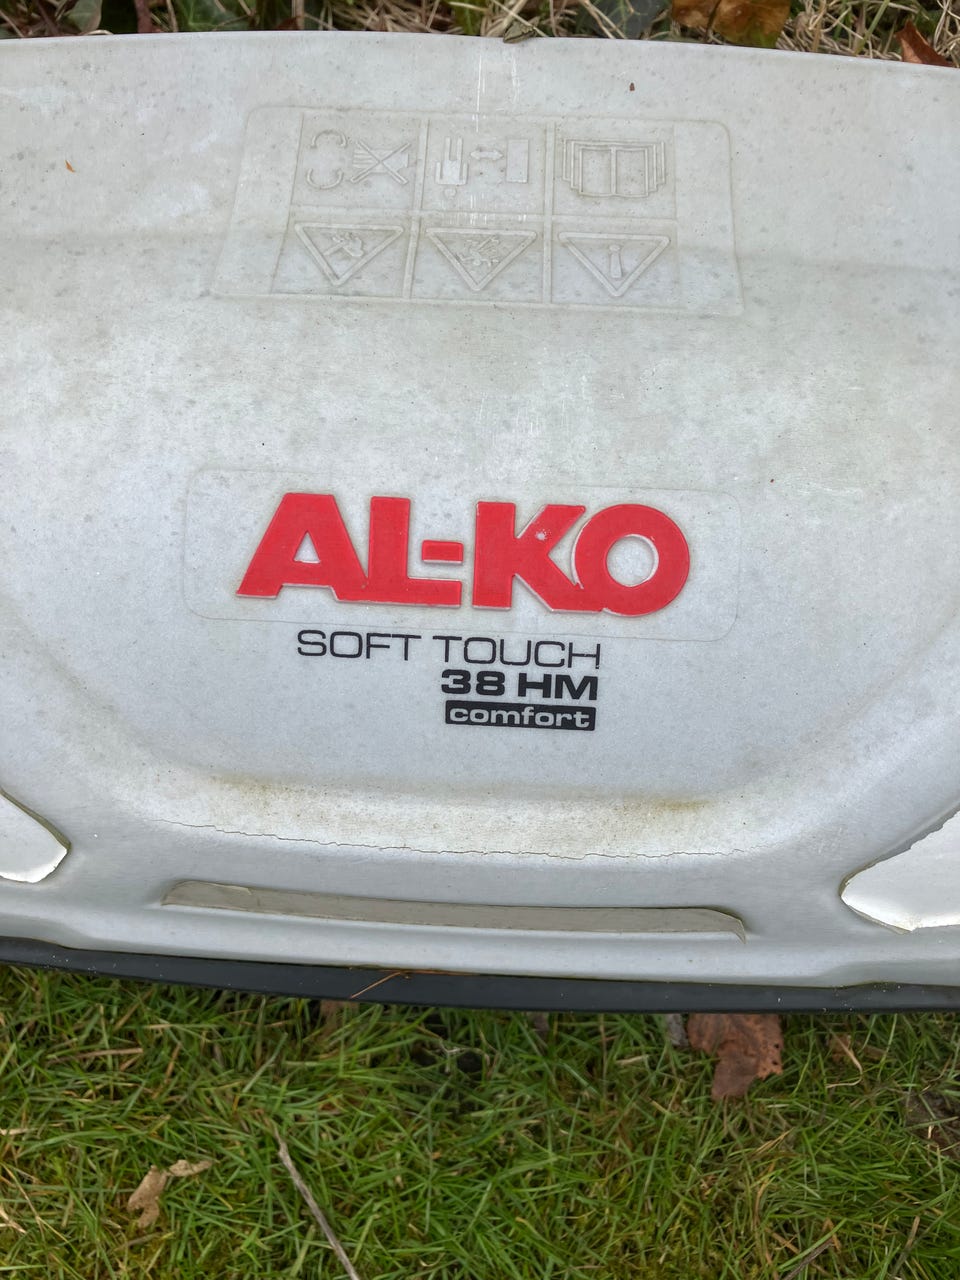 AL-KO
SOFT TOUCH
38 HM
comfort